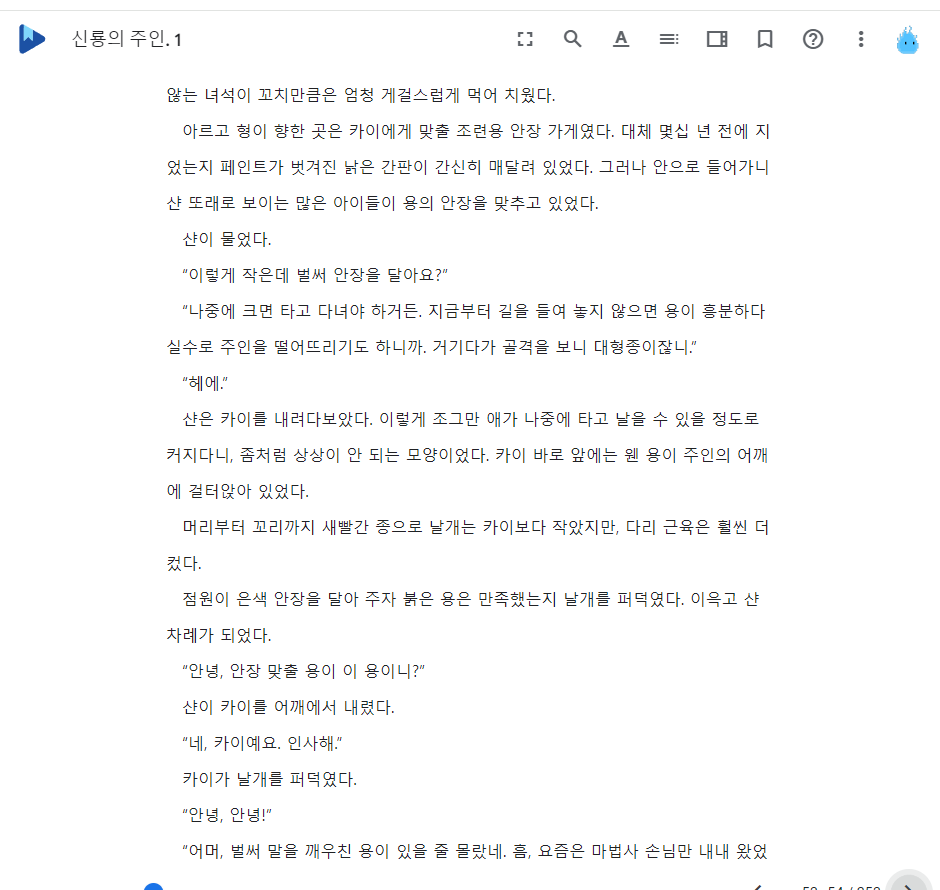 신룡의 주인. 1
않는 녀석이 꼬치만큼은 엄청 게걸스럽게 먹어 치웠다.
아르고 형이 향한 곳은 카이에게 맞출 조련용 안장 가게였다. 대체 몇십 년 전에 지
었는지 페인트가 벗겨진 낡은 간판이 간신히 매달려 있었다. 그러나 안으로 들어가니
샨 또래로 보이는 많은 아이들이 용의 안장을 맞추고 있었다.
샨이 물었다.
“이렇게 작은데 벌써 안장을 달아요?”
“나중에 크면 타고 다녀야 하거든. 지금부터 길을 들여 놓지 않으면 용이 흥분하다
실수로 주인을 떨어뜨리기도 하니까. 거기다가 골격을 보니 대형종이잖니.”
“헤에.”
샨은 카이를 내려다보았다. 이렇게 조그만 애가 나중에 타고 날을 수 있을 정도로
커지다니, 좀처럼 상상이 안 되는 모양이었다. 카이 바로 앞에는 웬 용이 주인의 어깨
에 걸터앉아 있었다.
머리부터 꼬리까지 새빨간 종으로 날개는 카이보다 작았지만, 다리 근육은 훨씬 더
컸다.
점원이 은색 안장을 달아 주자 붉은 용은 만족했는지 날개를 퍼덕였다. 이윽고 샨
차례가 되었다.
“안녕, 안장 맞출 용이 이 용이니?”
샨이 카이를 어깨에서 내렸다.
“네, 카이예요. 인사해.”
카이가 날개를 퍼덕였다.
“안녕, 안녕!”
“어머, 벌써 말을 깨우친 용이 있을 줄 몰랐네. 흠, 요즘은 마법사 손님만 내내 왔었